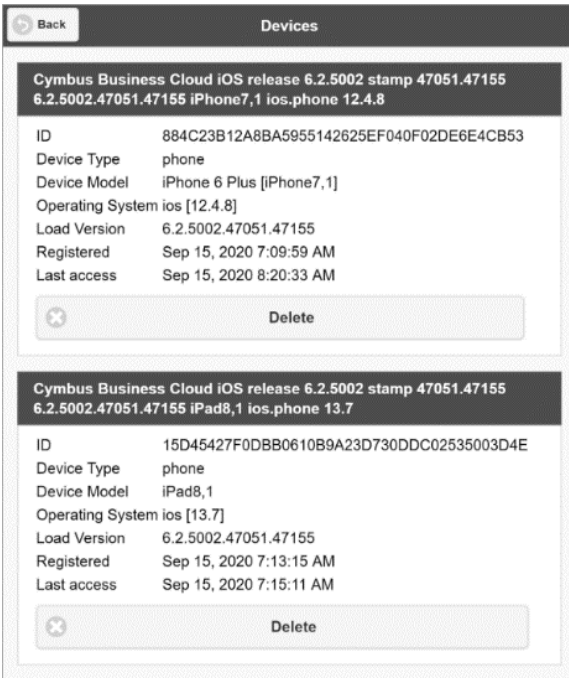 Back
Devices
Cymbus Business Cloud iOS release 6.2.5002 stamp 47051.47155
6.2.5002.47051.47155 iPhone7,1 ios.phone 12.4.8
ID 884C23B12A8BA5955142625EF040F02DE6E4CB53
Device Type phone
Device Model iPhone 6 Plus [iPhone7,1]
Operating System ios [12.4.8]
Load Version 6.2.5002.47051.47155
Registered Sep 15, 2020 7:09:59 AM
Last access Sep 15, 2020 8:20:33 AM
Delete
Cymbus Business Cloud iOS release 6.2.5002 stamp 47051.47155
6.2.5002.47051.47155 iPad8,1 ios.phone 13.7
ID 15D45427F0DBB0610B9A23D730DDC02535003D4E
Device Type phone
Device Model iPad8,1
Operating System ios [13.7]
Load Version 6.2.5002.47051.47155
Registered Sep 15, 2020 7:13:15 AM
Last access Sep 15, 2020 7:15:11 AM
Delete